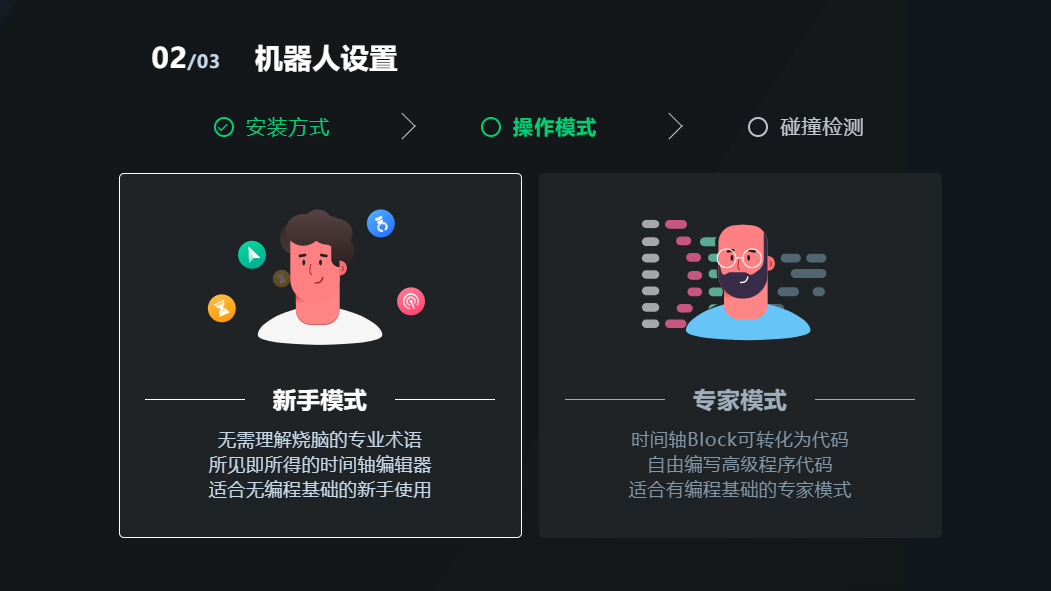 02/03 机器人设置
安装方式 操作模式 碰撞检测
新手模式
无需理解烧脑的专业术语
所见即所得的时间轴编辑器
适合无编程基础的新手使用
专家模式
时间轴Block可转化为代码
自由编写高级程序代码
适合有编程基础的专家模式